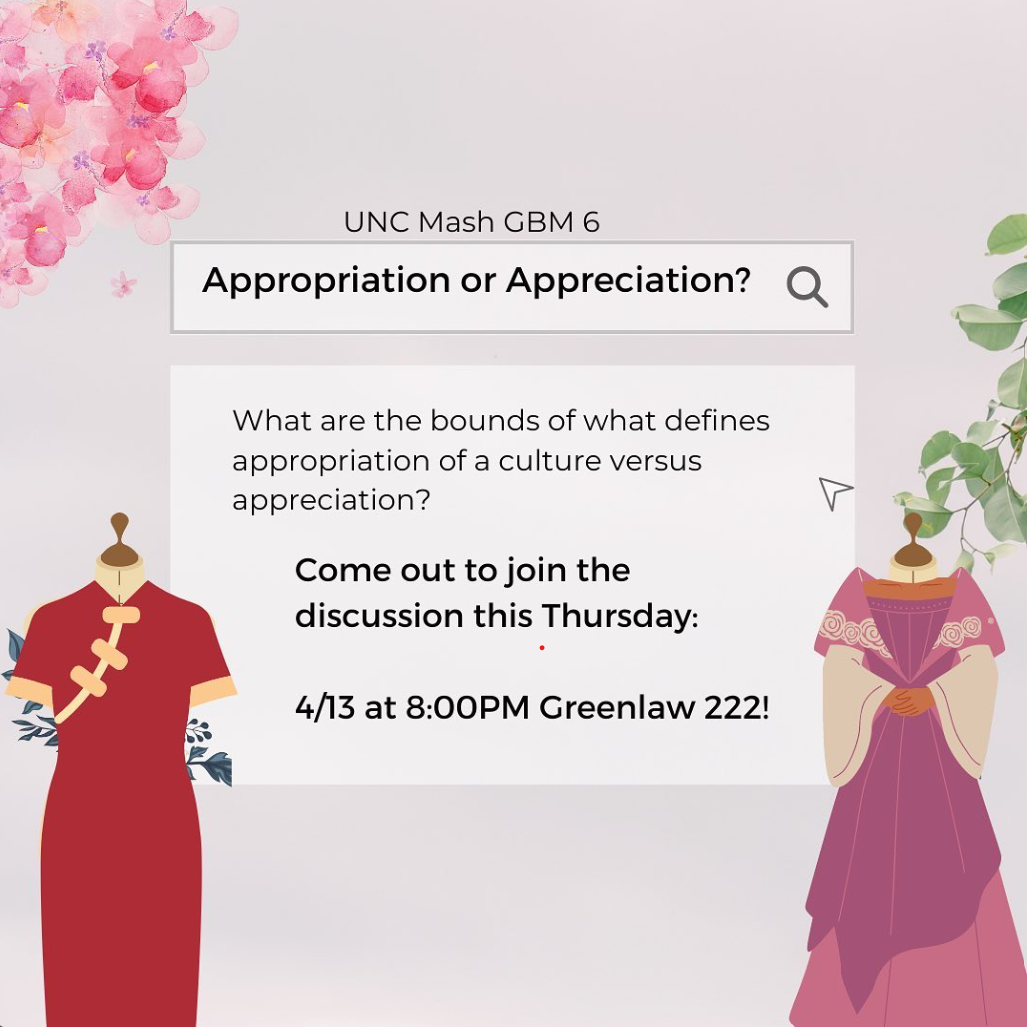 UNC Mash GBM 6
Appropriation or Appreciation?
What are the bounds of what defines
appropriation of a culture versus
appreciation?
Come out to join the
discussion this Thursday:
4/13 at 8:00PM Greenlaw 222!